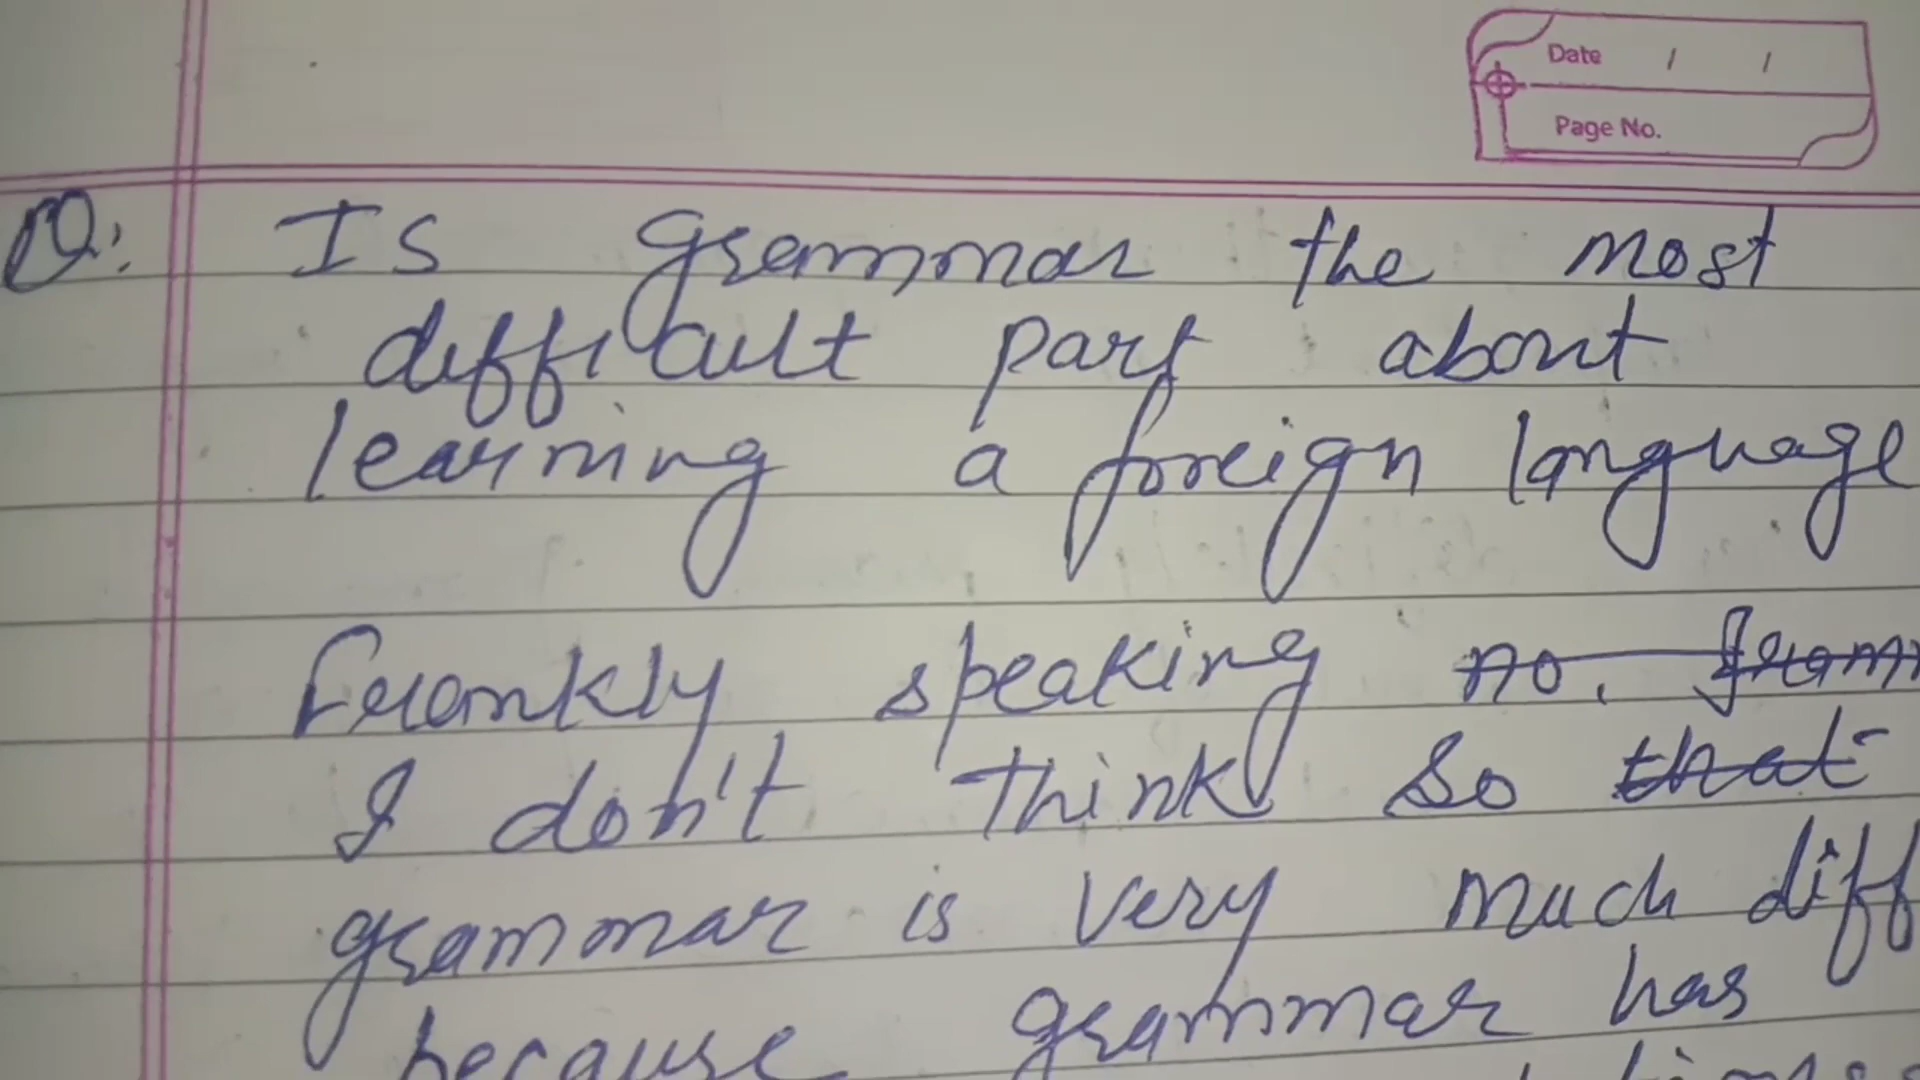 Date / /
Page No.
Q: Is grammar the most
difficult part about
learning a foreign language
Frankly speaking no.
I don't think so that
grammar is very much diff
because grammar has